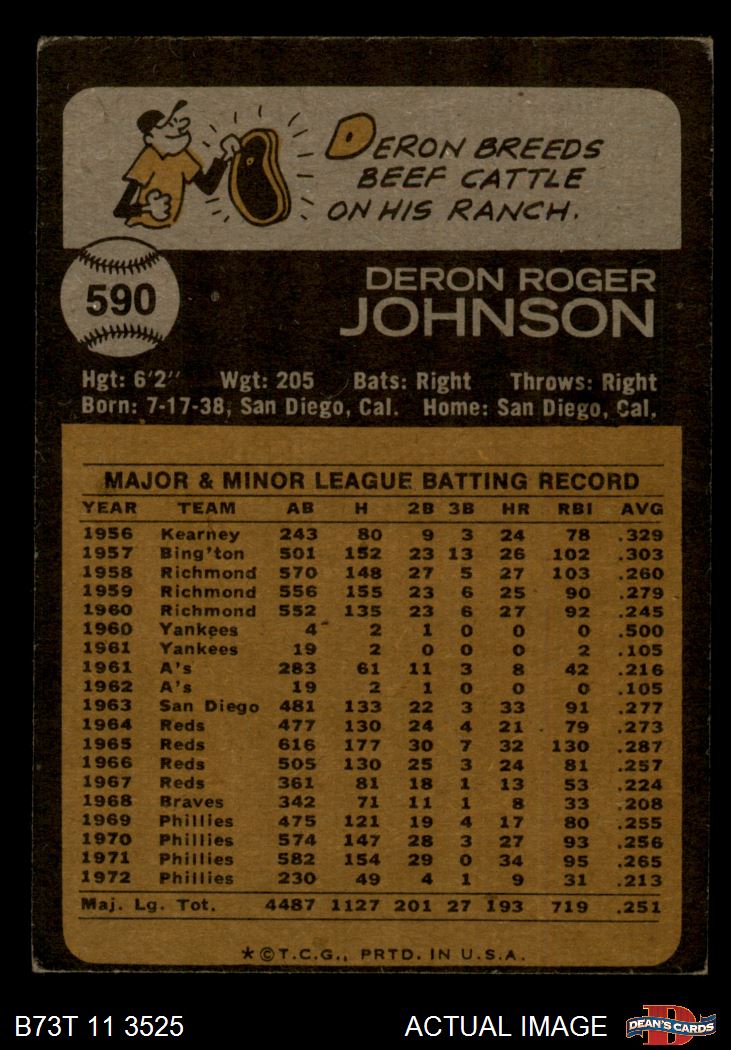 DERON BREEDS
BEEF CATTLE
ON HIS RANCH.
590
DERON ROGER
JOHNSON
Hgt: 6'2" Wgt: 205 Bats: Right Throws: Right
Born: 7-17-38, San Diego, Cal. Home: San Diego, Cal.
MAJOR & MINOR LEAGUE BATTING RECORD
YEAR TEAM AB H 2B 3B HR RBI AVG
1956 Kearney 243 80 9 3 24 78 .329
1957 Bing'ton 501 152 23 13 26 102 .303
1958 Richmond 570 148 27 5 27 103 .260
1959 Richmond 556 155 23 6 25 90 .279
1960 Richmond 552 135 23 6 27 92 .245
1960 Yankees 4 2 1 0 0 0 .500
1961 Yankees 19 2 0 0 0 2 .105
1961 A's 283 61 11 3 8 42 .216
1962 A's 19 2 1 0 0 0 .105
1963 San Diego 481 133 22 3 33 91 .277
1964 Reds 477 130 24 4 21 79 .273
1965 Reds 616 177 30 7 32 130 .287
1966 Reds 505 130 25 3 24 81 .257
1967 Reds 361 81 18 1 13 53 .224
1968 Braves 342 71 11 1 8 33 .208
1969 Phillies 475 121 19 4 17 80 .255
1970 Phillies 574 147 28 3 27 93 .256
1971 Phillies 582 154 29 0 34 95 .265
1972 Phillies 230 49 4 1 9 31 .213
Maj. Lg. Tot. 4487 1127 201 27 193 719 .251
*©T.C.G., PRTD. IN U.S.A.
B73T 11 3525 ACTUAL IMAGE DEAN'S CARDS